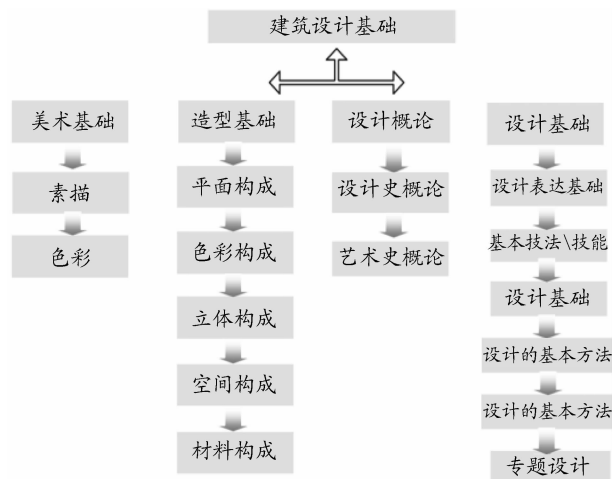 建筑设计基础
美术基础
素描
色彩
造型基础
平面构成
色彩构成
立体构成
空间构成
材料构成
设计概论
设计史概论
艺术史概论
设计基础
设计表达基础
基本技法\技能
设计基础
设计的基本方法
设计的基本方法
专题设计